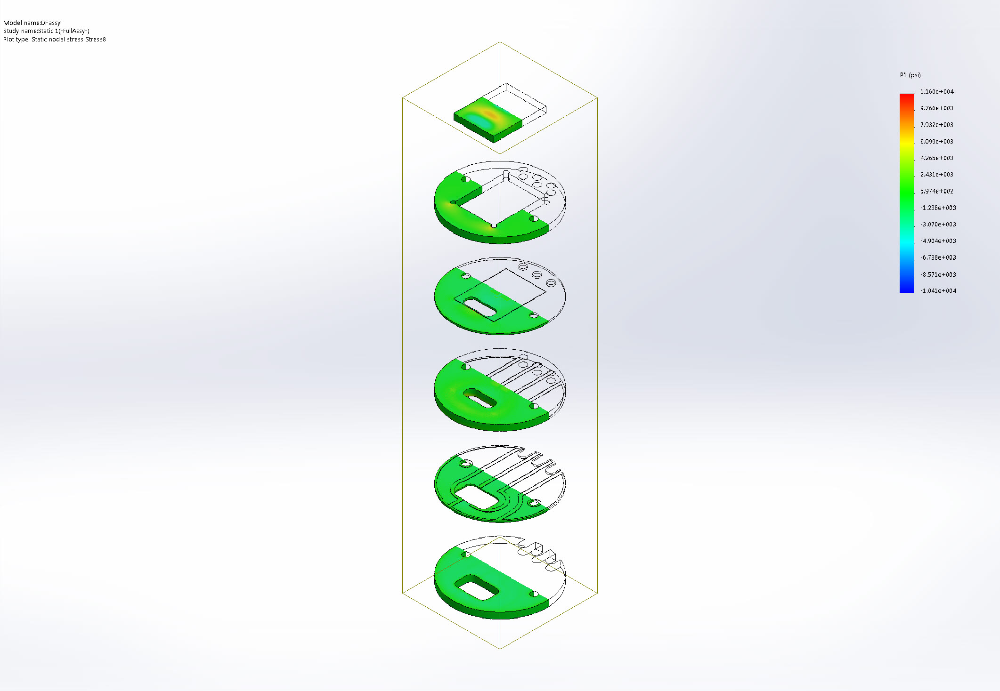 Model name:DFassy
Study name:Static 1(-FullAssy-)
Plot type: Static nodal stress Stress8
P1 (psi)
1.160e+004
9.766e+003
7.932e+003
6.099e+003
4.265e+003
2.431e+003
5.974e+002
-1.236e+003
-3.070e+003
-4.904e+003
-6.738e+003
-8.571e+003
-1.041e+004